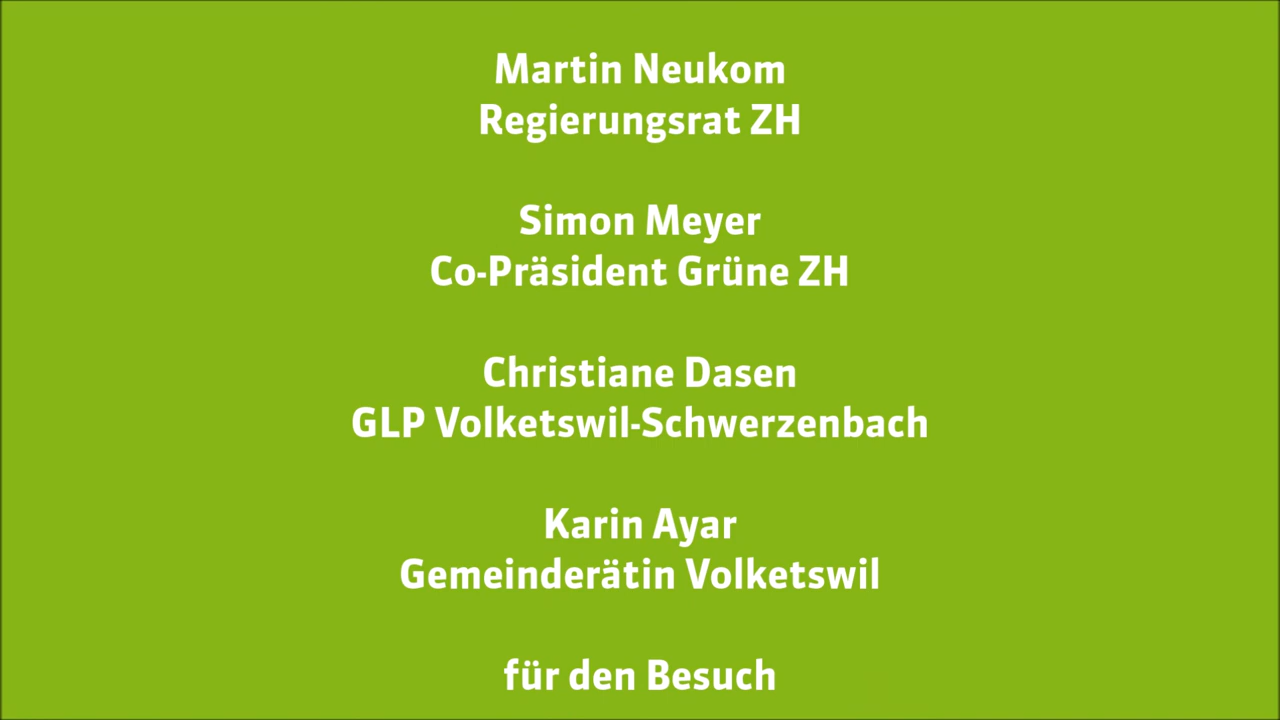 Martin Neukom
Regierungsrat ZH
Simon Meyer
Co-Präsident Grüne ZH
Christiane Dasen
GLP Volketswil-Schwerzenbach
Karin Ayar
Gemeinderätin Volketswil
für den Besuch